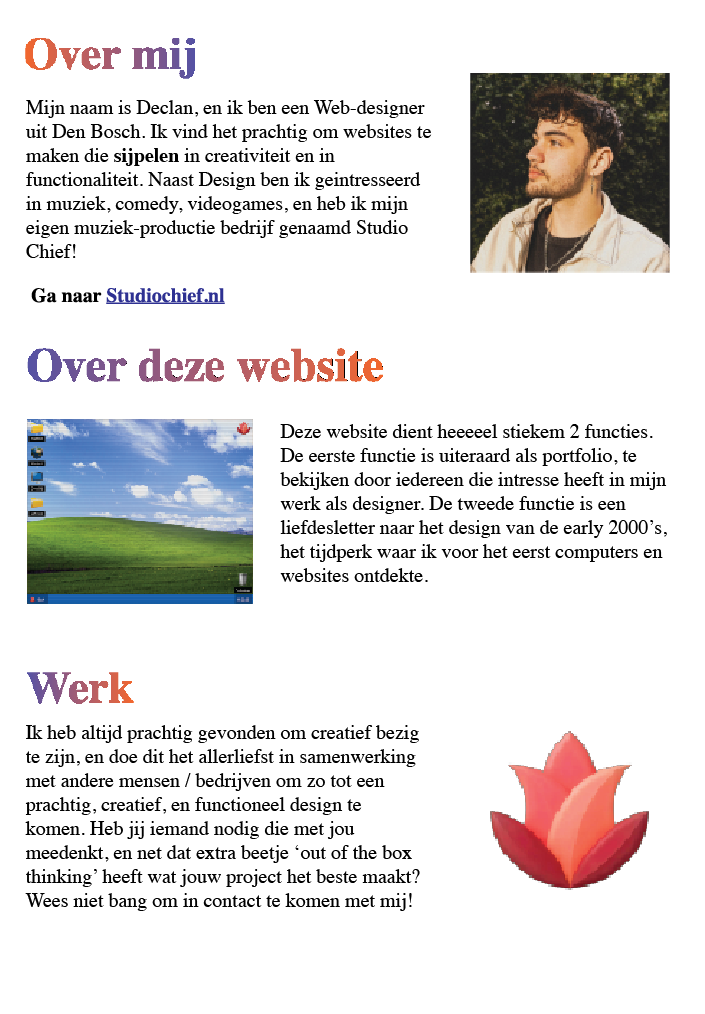 Over mij
Mijn naam is Declan, en ik ben een Web-designer
uit Den Bosch. Ik vind het prachtig om websites te
maken die sijpelen in creativiteit en in
functionaliteit. Naast Design ben ik geintresseerd
in muziek, comedy, videogames, en heb ik mijn
eigen muziek-productie bedrijf genaamd Studio
Chief!
Ga naar Studiochief.nl
Over deze website
Deze website dient heeeeel stiekem 2 functies.
De eerste functie is uiteraard als portfolio, te
bekijken door iedereen die intresse heeft in mijn
werk als designer. De tweede functie is een
liefdesletter naar het design van de early 2000’s,
het tijdperk waar ik voor het eerst computers en
websites ontdekte.
Werk
Ik heb altijd prachtig gevonden om creatief bezig
te zijn, en doe dit het allerliefst in samenwerking
met andere mensen / bedrijven om zo tot een
prachtig, creatief, en functioneel design te
komen. Heb jij iemand nodig die met jou
meedenkt, en net dat extra beetje ‘out of the box
thinking’ heeft wat jouw project het beste maakt?
Wees niet bang om in contact te komen met mij!